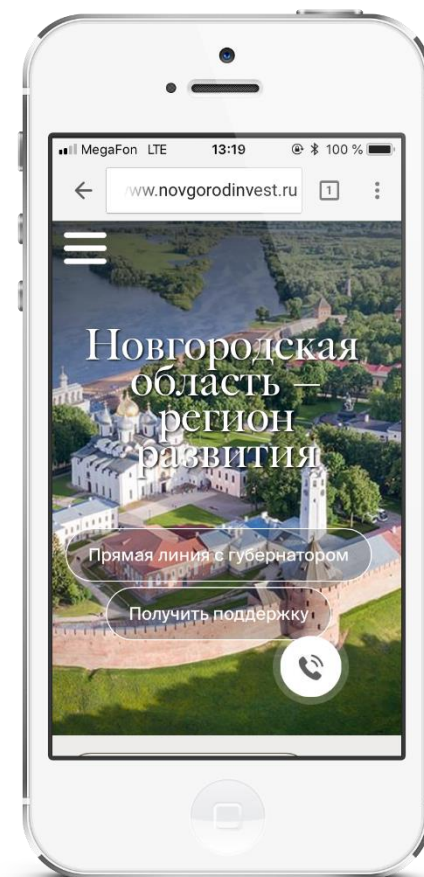 MegaFon LTE 13:19 100 %
ww.novgorodinvest.ru 1
Новгородская
область —
регион
развития
Прямая линия с губернатором
Получить поддержку